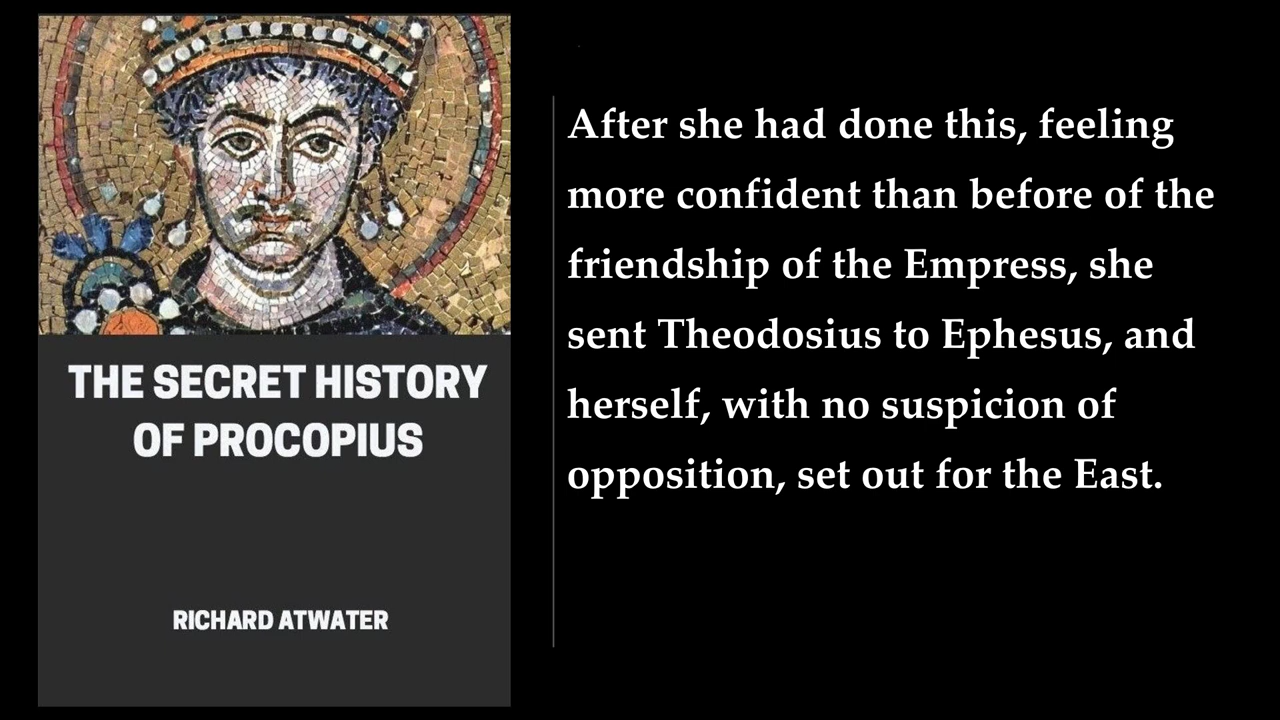 THE SECRET HISTORY
OF PROCOPIUS
RICHARD ATWATER
After she had done this, feeling
more confident than before of the
friendship of the Empress, she
sent Theodosius to Ephesus, and
herself, with no suspicion of
opposition, set out for the East.